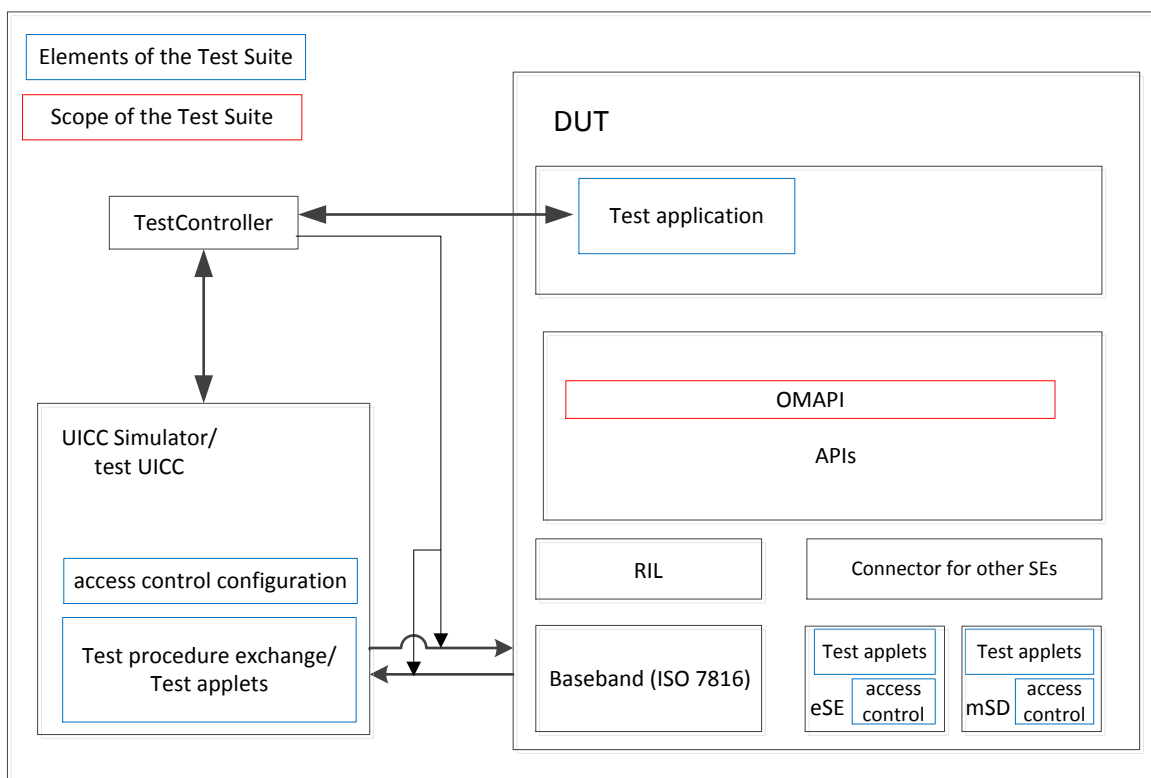 Elements of the Test Suite
Scope of the Test Suite
DUT
TestController
Test application
OMAPI
APIs
UICC Simulator/
test UICC
access control configuration
Test procedure exchange/
Test applets
RIL
Connector for other SEs
Baseband (ISO 7816)
Test applets
eSE
access
control
Test applets
mSD
access
control